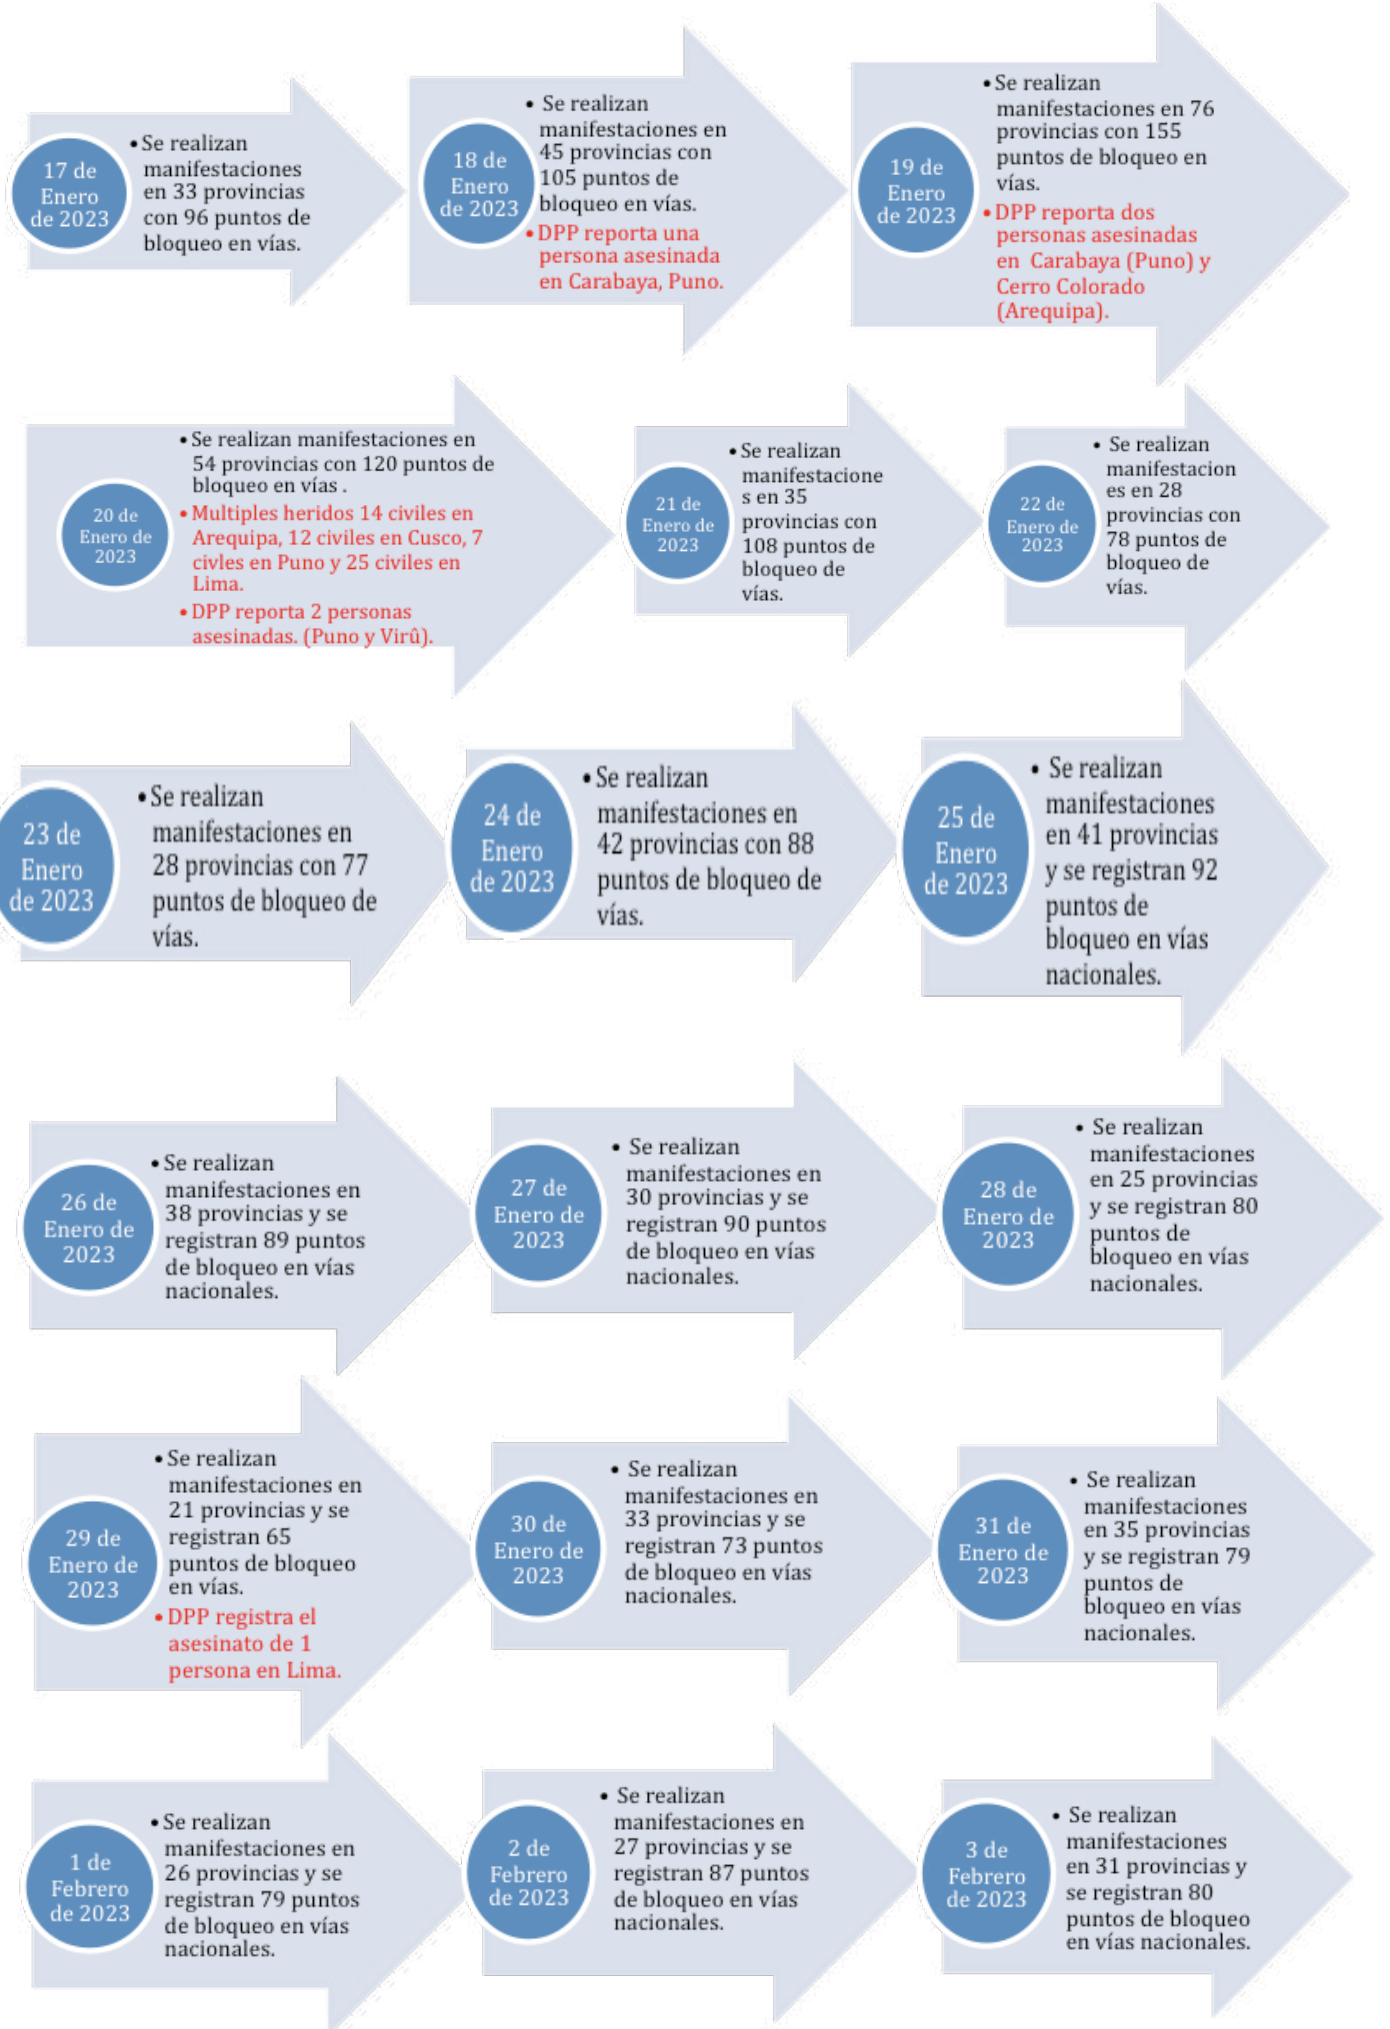 17 de
Enero
de 2023
•Se realizan
manifestaciones
en 33 provincias
con 96 puntos de
bloqueo en vías.
18 de
Enero
de 2023
• Se realizan
manifestaciones en
45 provincias con
105 puntos de
bloqueo en vías.
•DPP reporta una
persona asesinada
en Carabaya, Puno.
19 de
Enero
de 2023
•Se realizan
manifestaciones en 76
provincias con 155
puntos de bloqueo en
vías.
•DPP reporta dos
personas asesinadas
en Carabaya (Puno) y
Cerro Colorado
(Arequipa).
20 de
Enero de
2023
•Se realizan manifestaciones en
54 provincias con 120 puntos de
bloqueo en vías .
•Multiples heridos 14 civiles en
Arequipa, 12 civiles en Cusco, 7
civles en Puno y 25 civiles en
Lima.
•DPP reporta 2 personas
asesinadas. (Puno y Virû).
21 de
Enero de
2023
•Se realizan
manifestacione
s en 35
provincias con
108 puntos de
bloqueo de
vías.
22 de
Enero de
2023
• Se realizan
manifestacion
es en 28
provincias con
78 puntos de
bloqueo de
vías.
23 de
Enero
de 2023
•Se realizan
manifestaciones en
28 provincias con 77
puntos de bloqueo de
vías.
24 de
Enero
de 2023
•Se realizan
manifestaciones en
42 provincias con 88
puntos de bloqueo de
vías.
25 de
Enero
de 2023
• Se realizan
manifestaciones
en 41 provincias
y se registran 92
puntos de
bloqueo en vías
nacionales.
26 de
Enero de
2023
•Se realizan
manifestaciones en
38 provincias y se
registran 89 puntos
de bloqueo en vías
nacionales.
27 de
Enero de
2023
• Se realizan
manifestaciones en
30 provincias y se
registran 90 puntos
de bloqueo en vías
nacionales.
28 de
Enero de
2023
• Se realizan
manifestaciones
en 25 provincias
y se registran 80
puntos de
bloqueo en vías
nacionales.
29 de
Enero de
2023
•Se realizan
manifestaciones en
21 provincias y se
registran 65
puntos de bloqueo
en vías.
•DPP registra el
asesinato de 1
persona en Lima.
30 de
Enero de
2023
• Se realizan
manifestaciones en
33 provincias y se
registran 73 puntos
de bloqueo en vías
nacionales.
31 de
Enero de
2023
• Se realizan
manifestaciones
en 35 provincias
y se registran 79
puntos de
bloqueo en vías
nacionales.
1 de
Febrero
de 2023
•Se realizan
manifestaciones en
26 provincias y se
registran 79 puntos
de bloqueo en vías
nacionales.
2 de
Febrero
de 2023
• Se realizan
manifestaciones en
27 provincias y se
registran 87 puntos
de bloqueo en vías
nacionales.
3 de
Febrero
de 2023
• Se realizan
manifestaciones
en 31 provincias y
se registran 80
puntos de bloqueo
en vías nacionales.